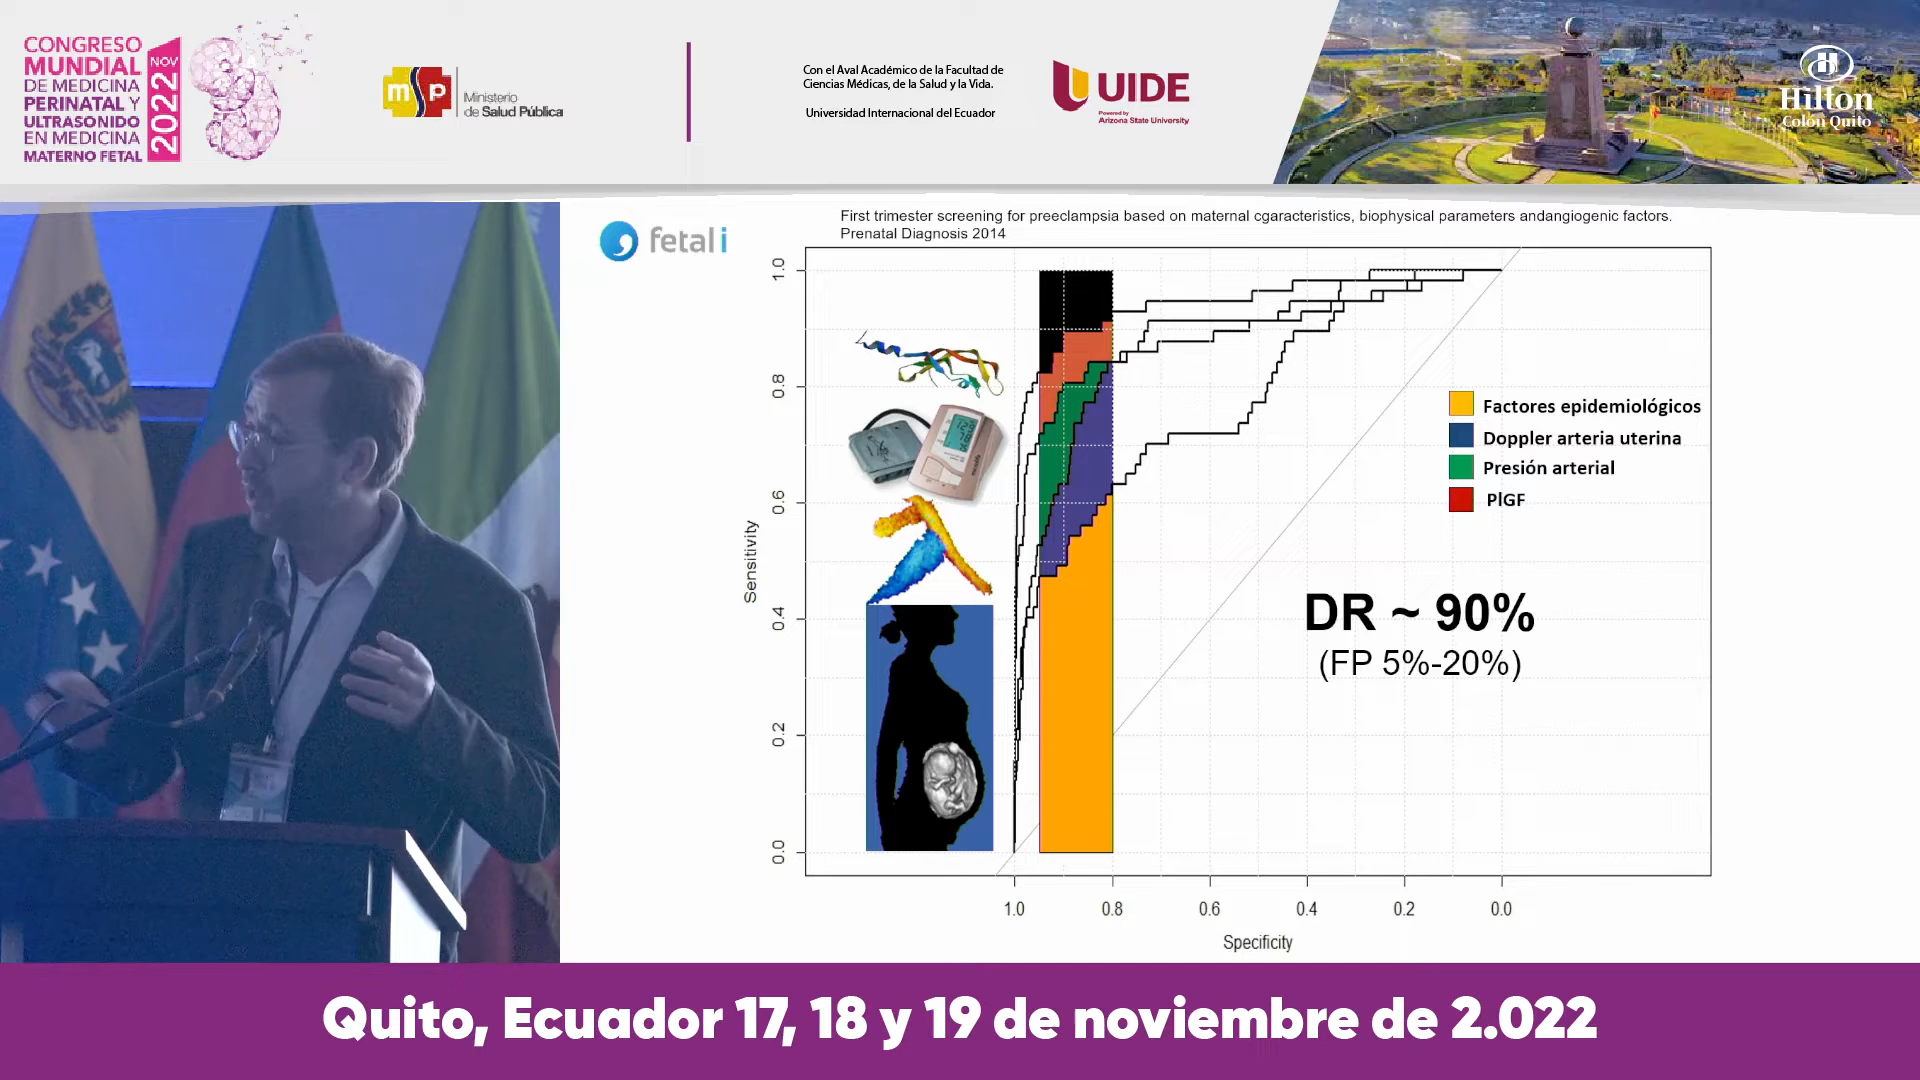 CONGRESO
MUNDIAL
DE MEDICINA
PERINATAL Y
ULTRASONIDO
EN MEDICINA
MATERNO FETAL
NOV
2022
msp
Ministerio
de Salud Pública
Con el Aval Académico de la Facultad de
Ciencias Médicas, de la Salud y la Vida.
Universidad Internacional del Ecuador
UIDE
Powered by
Arizona State University
Hilton
Colón Quito
fetal i
First trimester screening for preeclampsia based on maternal cgaracteristics, biophysical parameters andangiogenic factors.
Prenatal Diagnosis 2014
Sensitivity
1.0
0.8
0.6
0.4
0.2
0.0
Factores epidemiológicos
Doppler arteria uterina
Presión arterial
PlGF
DR ~ 90%
(FP 5%-20%)
1.0 0.8 0.6 0.4 0.2 0.0
Specificity
Quito, Ecuador 17, 18 y 19 de noviembre de 2.022